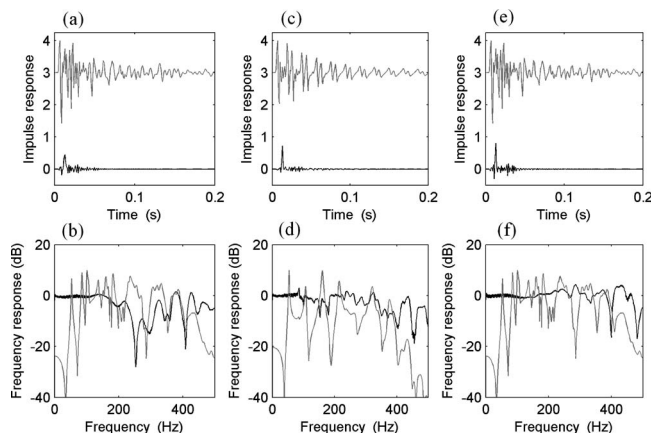 (a)
(c)
(e)
Impulse response
4
3
2
1
0
0
0.1
0.2
Time (s)
Impulse response
4
3
2
1
0
0
0.1
0.2
Time (s)
Impulse response
4
3
2
1
0
0
0.1
0.2
Time (s)
(b)
(d)
(f)
Frequency response (dB)
20
0
-20
-40
0
200
400
Frequency (Hz)
Frequency response (dB)
20
0
-20
-40
0
200
400
Frequency (Hz)
Frequency response (dB)
20
0
-20
-40
0
200
400
Frequency (Hz)